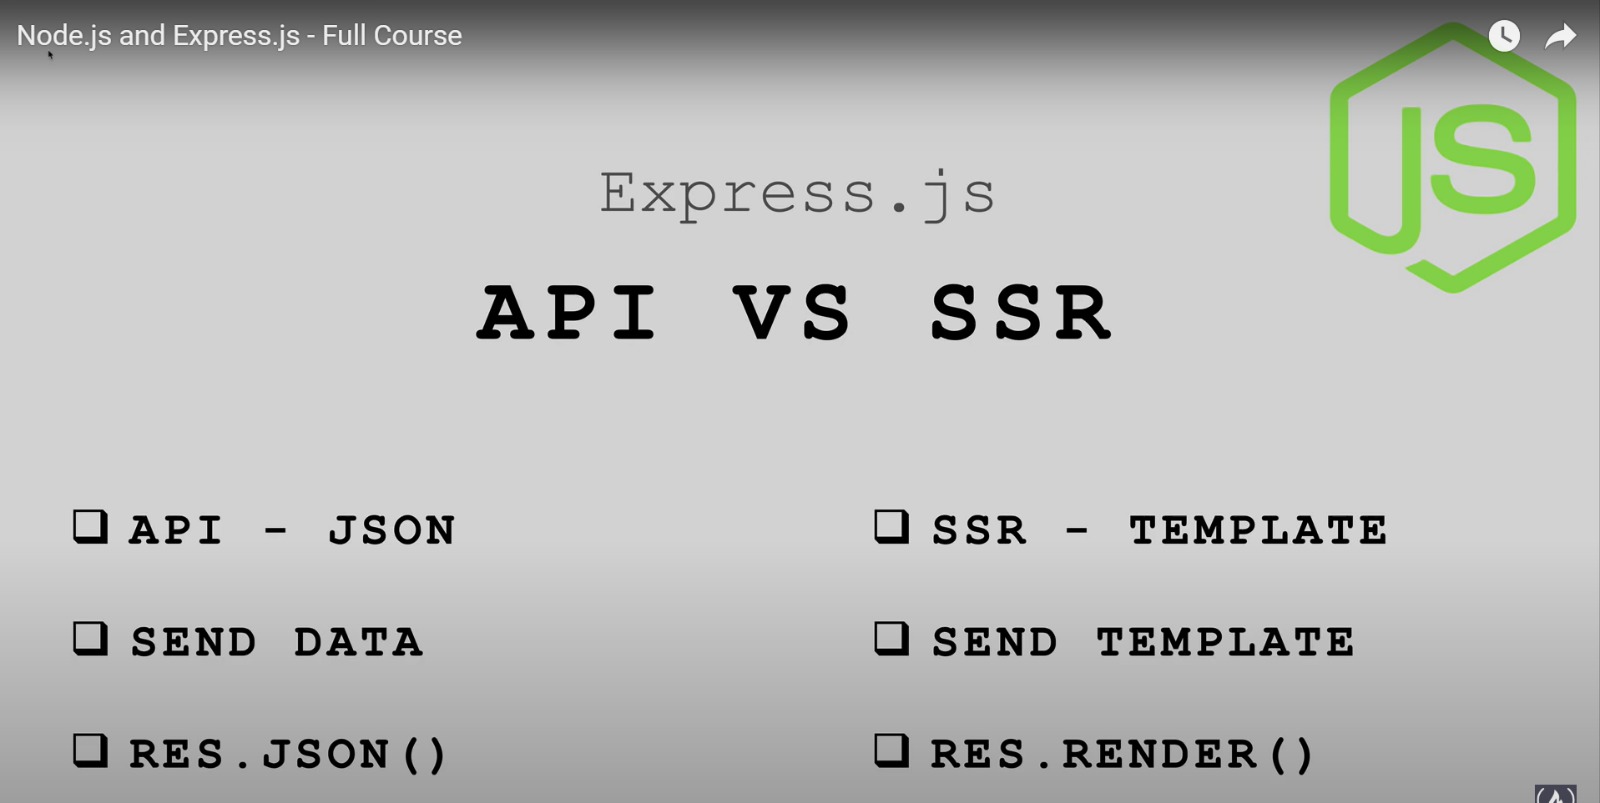 Node.js and Express.js - Full Course
JS
Express.js
API VS SSR
API - JSON
SSR - TEMPLATE
SEND DATA
SEND TEMPLATE
RES.JSON()
RES.RENDER()